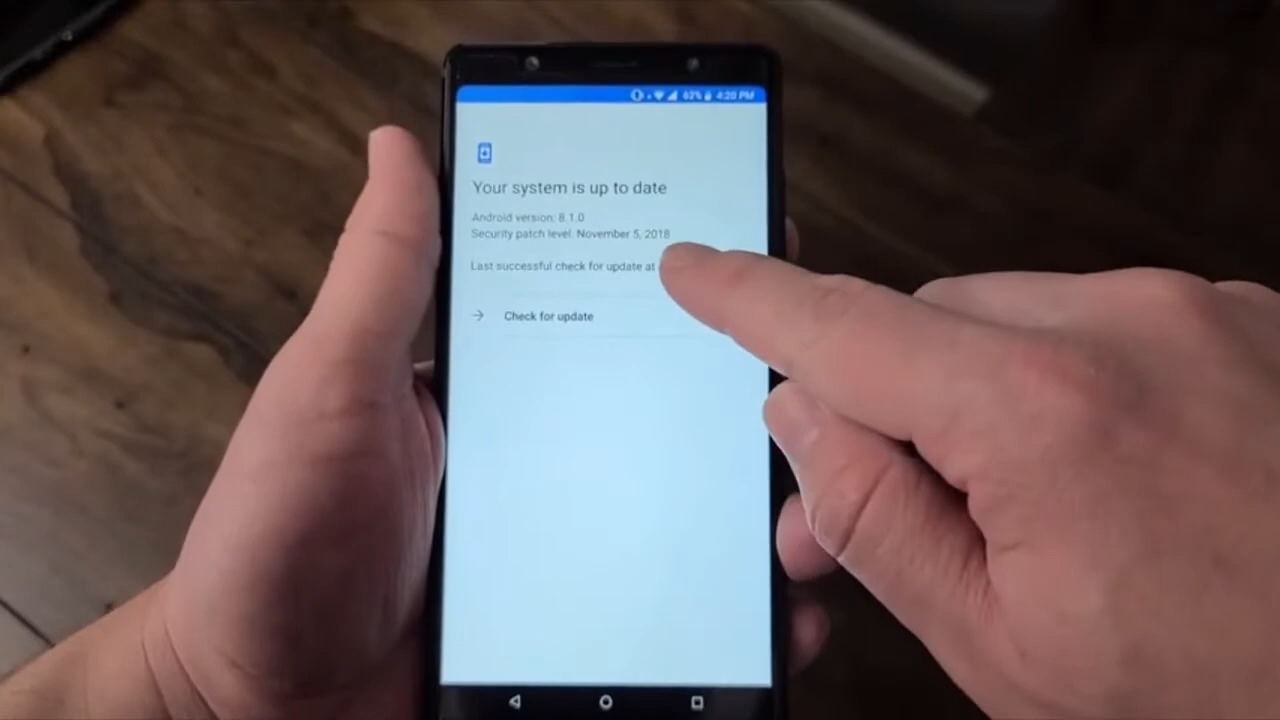 62% 4:20 PM
Your system is up to date
Android version: 8.1.0
Security patch level: November 5, 2018
Last successful check for update at
Check for update